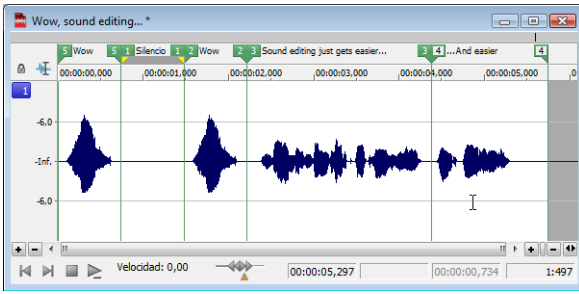 Wow, sound editing... *
5 Wow 5 1 Silencio 1 2 Wow 2 3 Sound editing just gets easier... 3 4 ...And easier 4
00:00:00,000 ,00:00:01,000 ,00:00:02,000 ,00:00:03,000 ,00:00:04,000 ,00:00:05,000 ,0
1
-6,0
-Inf.
-6,0
Velocidad: 0,00 00:00:05,297 00:00:00,734 1:497